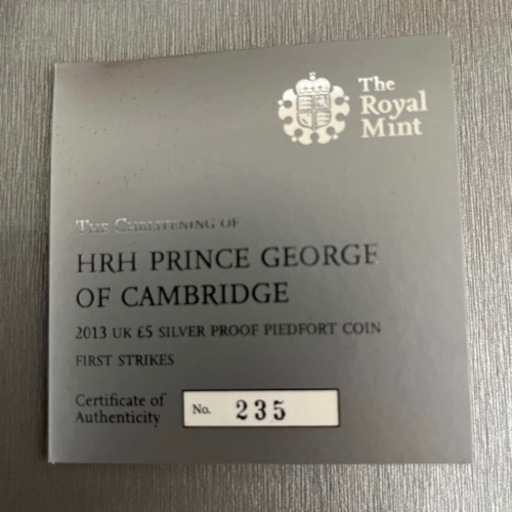 The
Royal
Mint
The Christening of
HRH PRINCE GEORGE
OF CAMBRIDGE
2013 UK £5 SILVER PROOF PIEDFORT COIN
FIRST STRIKES
Certificate of
Authenticity
No. 235